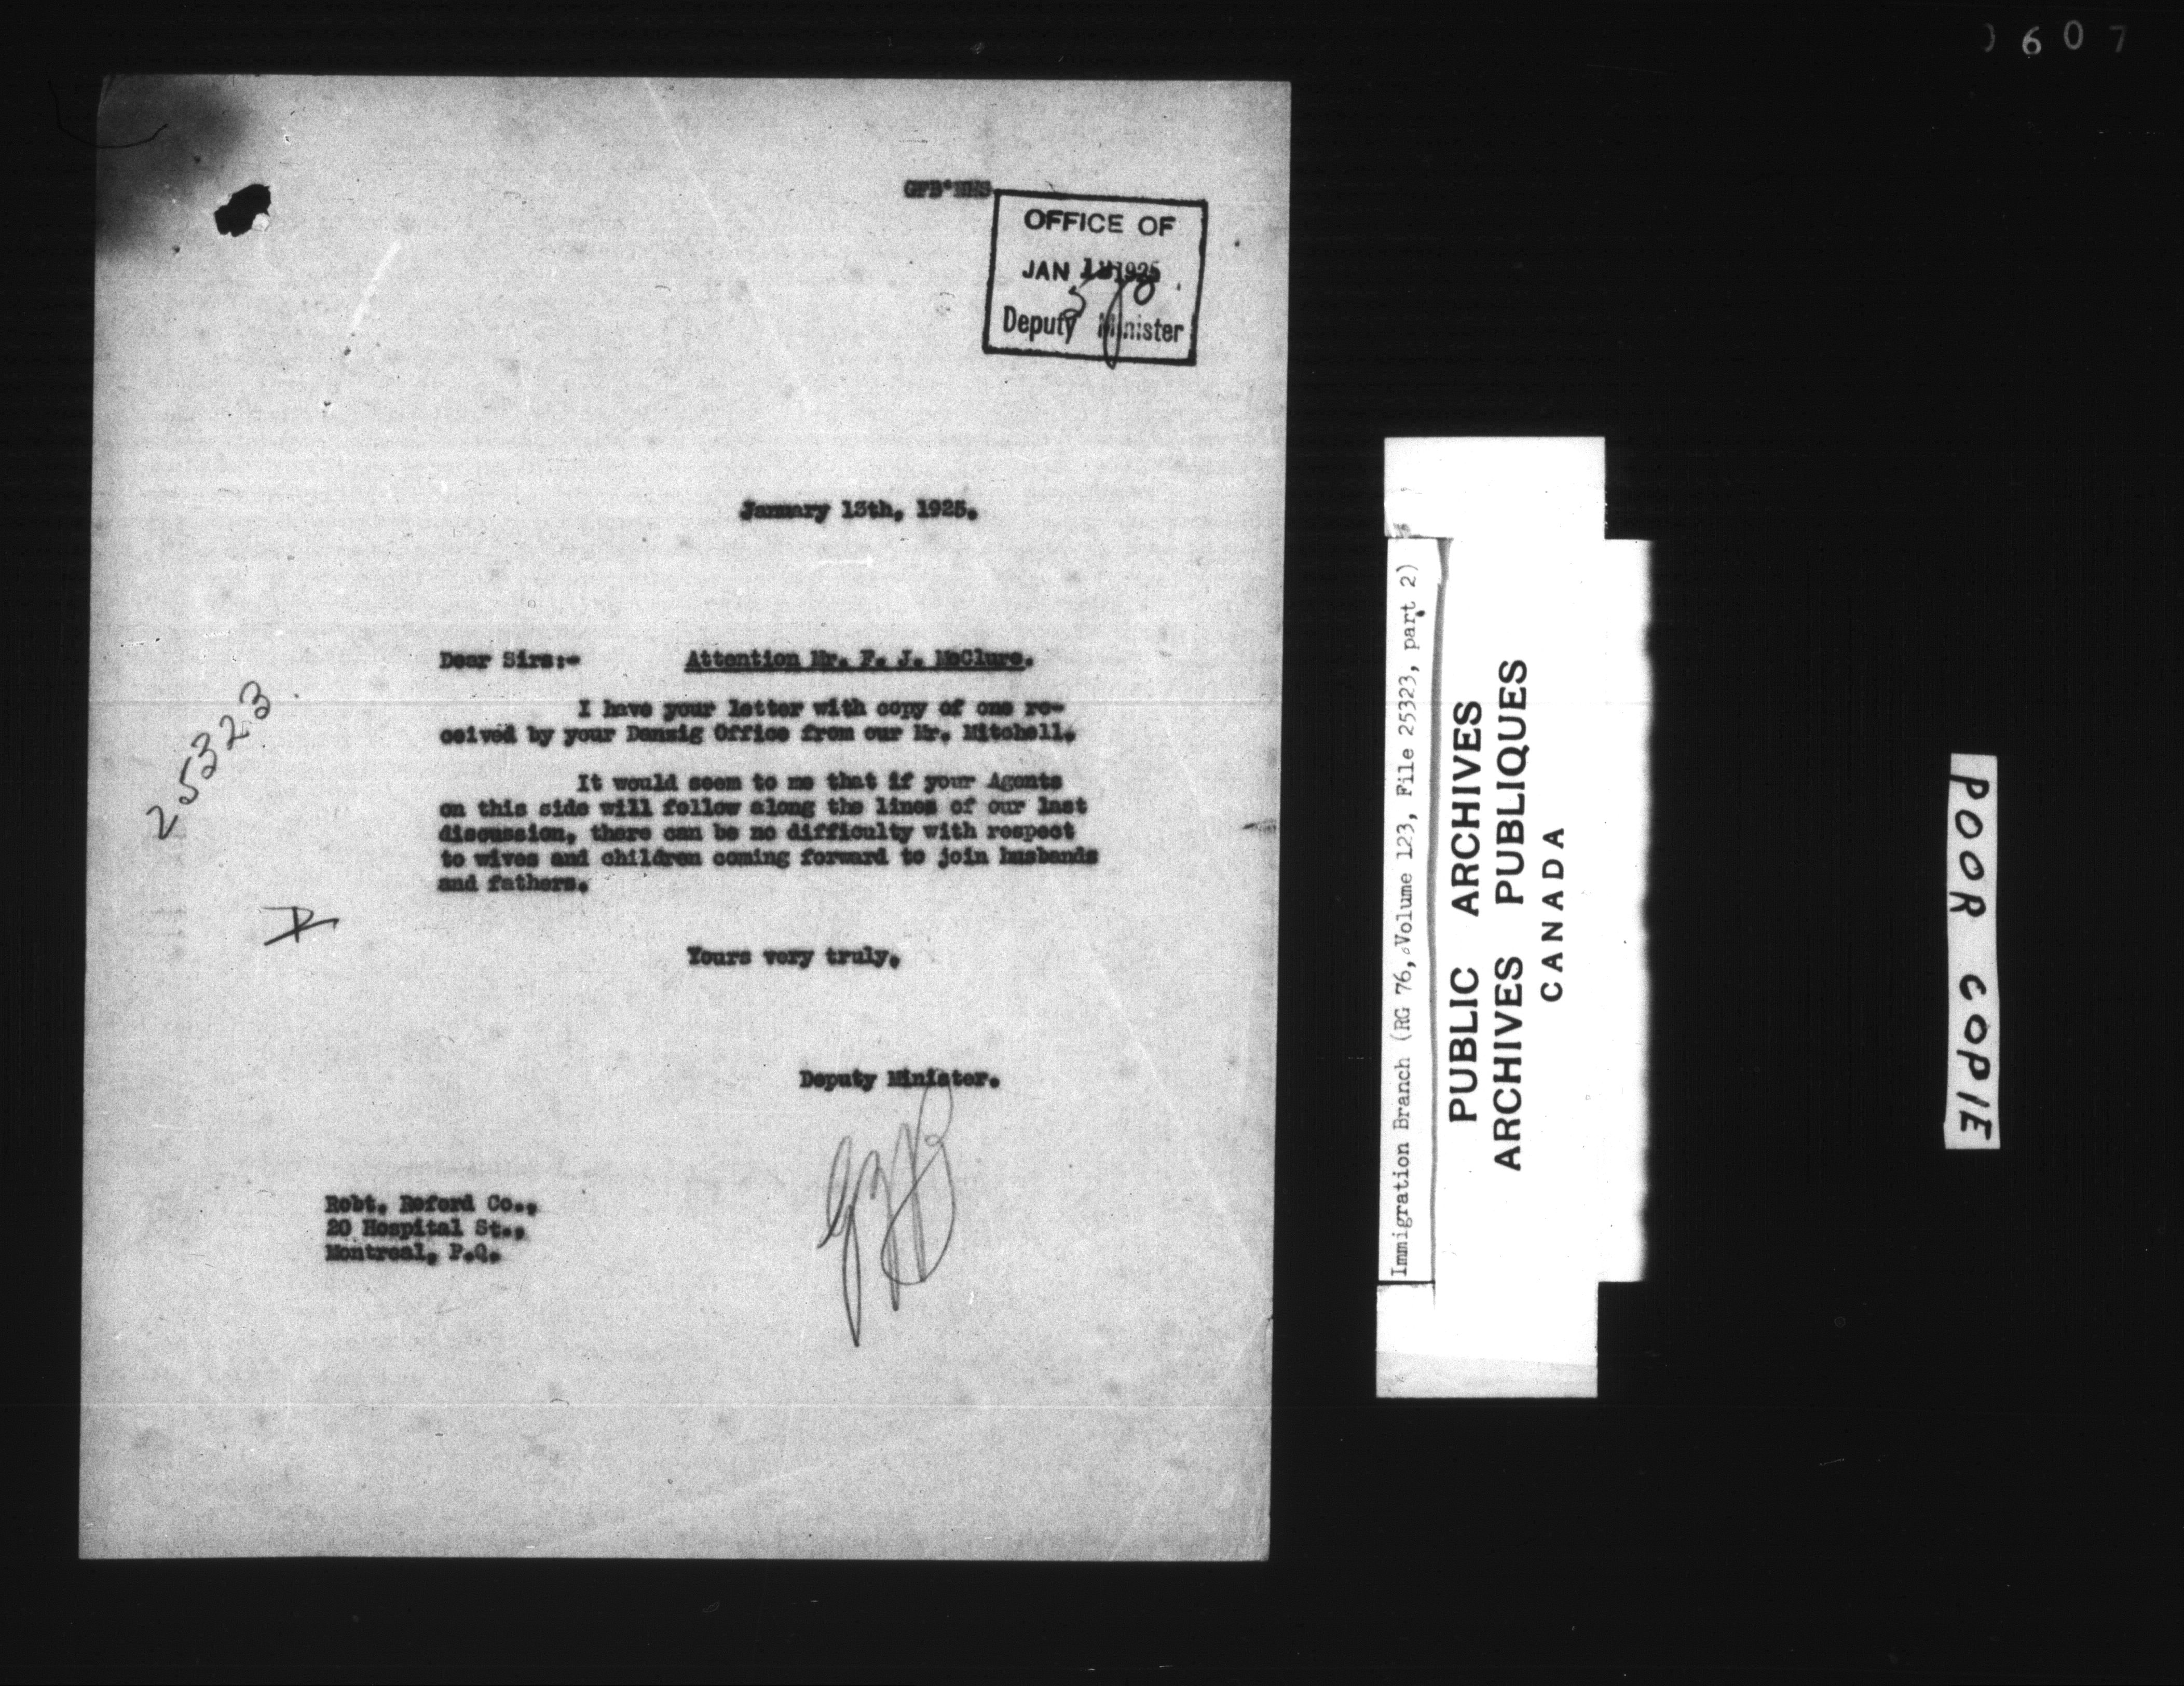 607
OFFICE OF
JAN 1925
Deputy Minister
January 13th, 1925.
Dear Sirs:- Attention Mr. F. J. McClure.
I have your letter with copy of one re-
ceived by your Danzig Office from our Mr. Mitchell.
It would seem to me that if your Agents
on this side will follow along the lines of our last
discussion, there can be no difficulty with respect
to wives and children coming forward to join husbands
and fathers.
Yours very truly,
Deputy Minister.
Robt. Reford Co.,
20 Hospital St.,
Montreal, P.Q.
25323
Immigration Branch (RG 76, Volume 123, File 25323, part 2)
PUBLIC ARCHIVES
ARCHIVES PUBLIQUES
CANADA
POOR COPIE